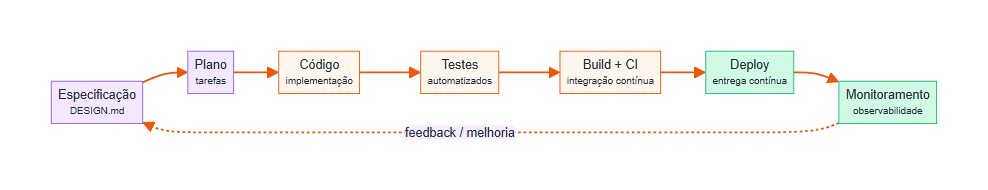 Especificação
DESIGN.md
Plano
tarefas
Código
implementação
Testes
automatizados
Build + CI
integração contínua
Deploy
entrega contínua
Monitoramento
observabilidade
feedback / melhoria